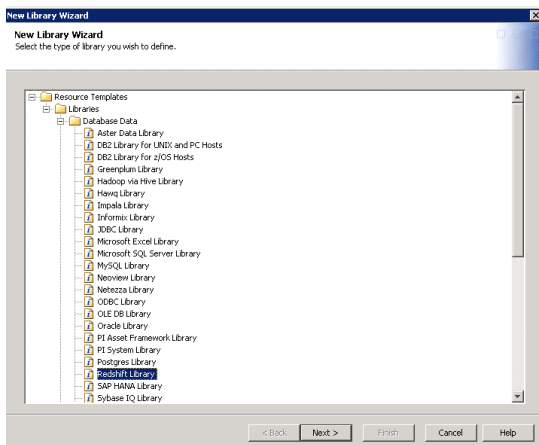 New Library Wizard
New Library Wizard
Select the type of library you wish to define.
Resource Templates
Libraries
Database Data
Aster Data Library
DB2 Library for UNIX and PC Hosts
DB2 Library for z/OS Hosts
Greenplum Library
Hadoop via Hive Library
Hawq Library
Impala Library
Informix Library
JDBC Library
Microsoft Excel Library
Microsoft SQL Server Library
MySQL Library
Neoview Library
Netezza Library
ODBC Library
OLE DB Library
Oracle Library
PI Asset Framework Library
PI System Library
Postgres Library
Redshift Library
SAP HANA Library
Sybase IQ Library
< Back Next > Finish Cancel Help